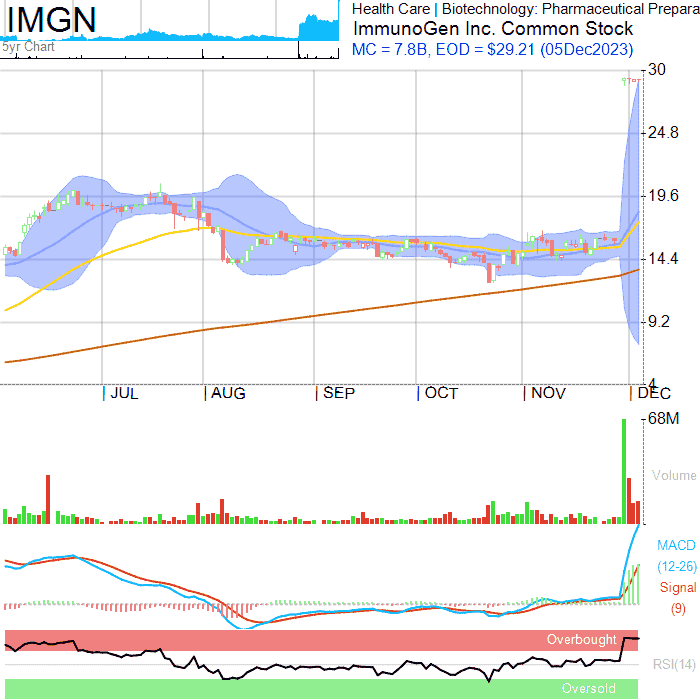 IMGN
5yr Chart
Health Care | Biotechnology: Pharmaceutical Prepara
ImmunoGen Inc. Common Stock
MC = 7.8B, EOD = $29.21 (05Dec2023)
30
24.8
19.6
14.4
9.2
4
JUL AUG SEP OCT NOV DEC
68M
Volume
MACD
(12-26)
Signal
(9)
Overbought
RSI(14)
Oversold